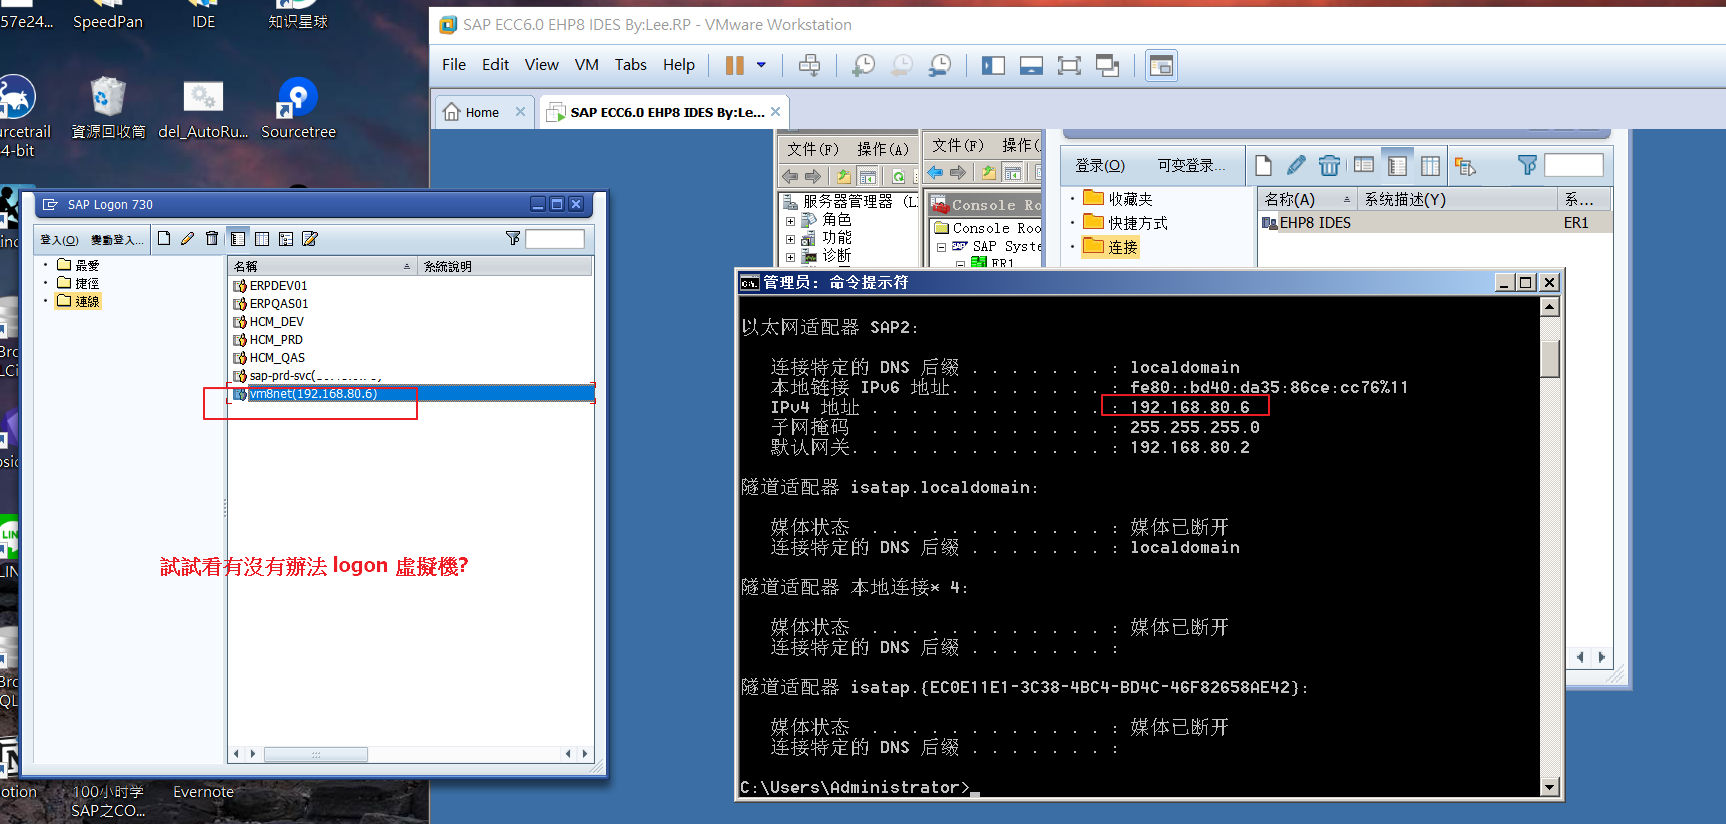 57e24...
SpeedPan
IDE
知识星球
urcetrail
4-bit
資源回收筒
del_AutoRu...
Sourcetree
SAP ECC6.0 EHP8 IDES By:Lee.RP - VMware Workstation
File Edit View VM Tabs Help
Home
SAP ECC6.0 EHP8 IDES By:Le...
文件(F) 操作(A)
服务器管理器 (L
角色
功能
诊断
文件(F) 操作(
Console Ro
Console Roo
SAP Syste
ER1
登录(O) 可变登录...
收藏夹
快捷方式
连接
名称(A) 系统描述(Y) 系...
EHP8 IDES ER1
SAP Logon 730
登入(O) 變動登入...
最愛
捷徑
連線
名稱 系統說明
ERPDEV01
ERPQAS01
HCM_DEV
HCM_PRD
HCM_QAS
sap-prd-svc(
vm8net(192.168.80.6)
試試看有沒有辦法 logon 虛擬機?
管理员: 命令提示符
以太网适配器 SAP2:
连接特定的 DNS 后缀 . . . . . . . : localdomain
本地链接 IPv6 地址. . . . . . . . : fe80::bd40:da35:86ce:cc76%11
IPv4 地址 . . . . . . . . . . . . : 192.168.80.6
子网掩码 . . . . . . . . . . . . : 255.255.255.0
默认网关. . . . . . . . . . . . . : 192.168.80.2
隧道适配器 isatap.localdomain:
媒体状态 . . . . . . . . . . . . : 媒体已断开
连接特定的 DNS 后缀 . . . . . . . : localdomain
隧道适配器 本地连接* 4:
媒体状态 . . . . . . . . . . . . : 媒体已断开
连接特定的 DNS 后缀 . . . . . . . :
隧道适配器 isatap.{EC0E11E1-3C38-4BC4-BD4C-46F82658AE42}:
媒体状态 . . . . . . . . . . . . : 媒体已断开
连接特定的 DNS 后缀 . . . . . . . :
C:\Users\Administrator>_
otion
100小时学
SAP之CO...
Evernote